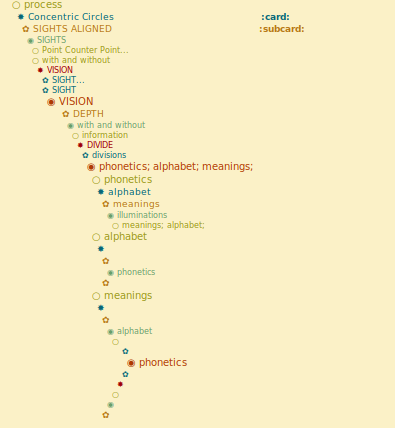 process
Concentric Circles :card:
SIGHTS ALIGNED :subcard:
SIGHTS
Point Counter Point...
with and without
VISION
SIGHT...
SIGHT
VISION
DEPTH
with and without
information
DIVIDE
divisions
phonetics; alphabet; meanings;
phonetics
alphabet
meanings
illuminations
meanings; alphabet;
alphabet
phonetics
meanings
alphabet
phonetics